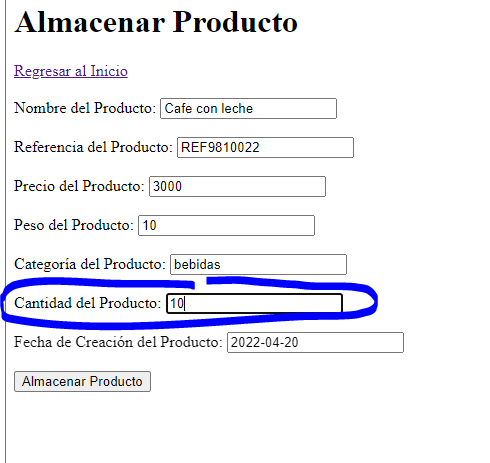 Almacenar Producto
Regresar al Inicio
Nombre del Producto: Cafe con leche
Referencia del Producto: REF9810022
Precio del Producto: 3000
Peso del Producto: 10
Categoría del Producto: bebidas
Cantidad del Producto: 10
Fecha de Creación del Producto: 2022-04-20
Almacenar Producto